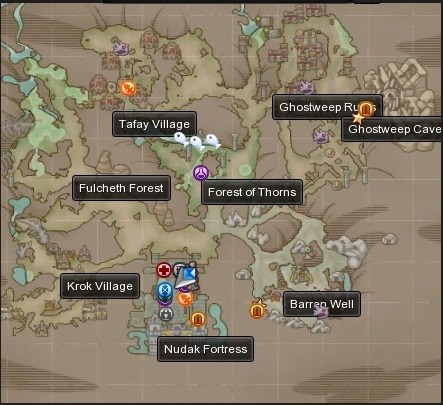 Ghostweep Ruins
Tafay Village
Ghostweep Cave
Fulcheth Forest
Forest of Thorns
Krok Village
Barren Well
Nudak Fortress